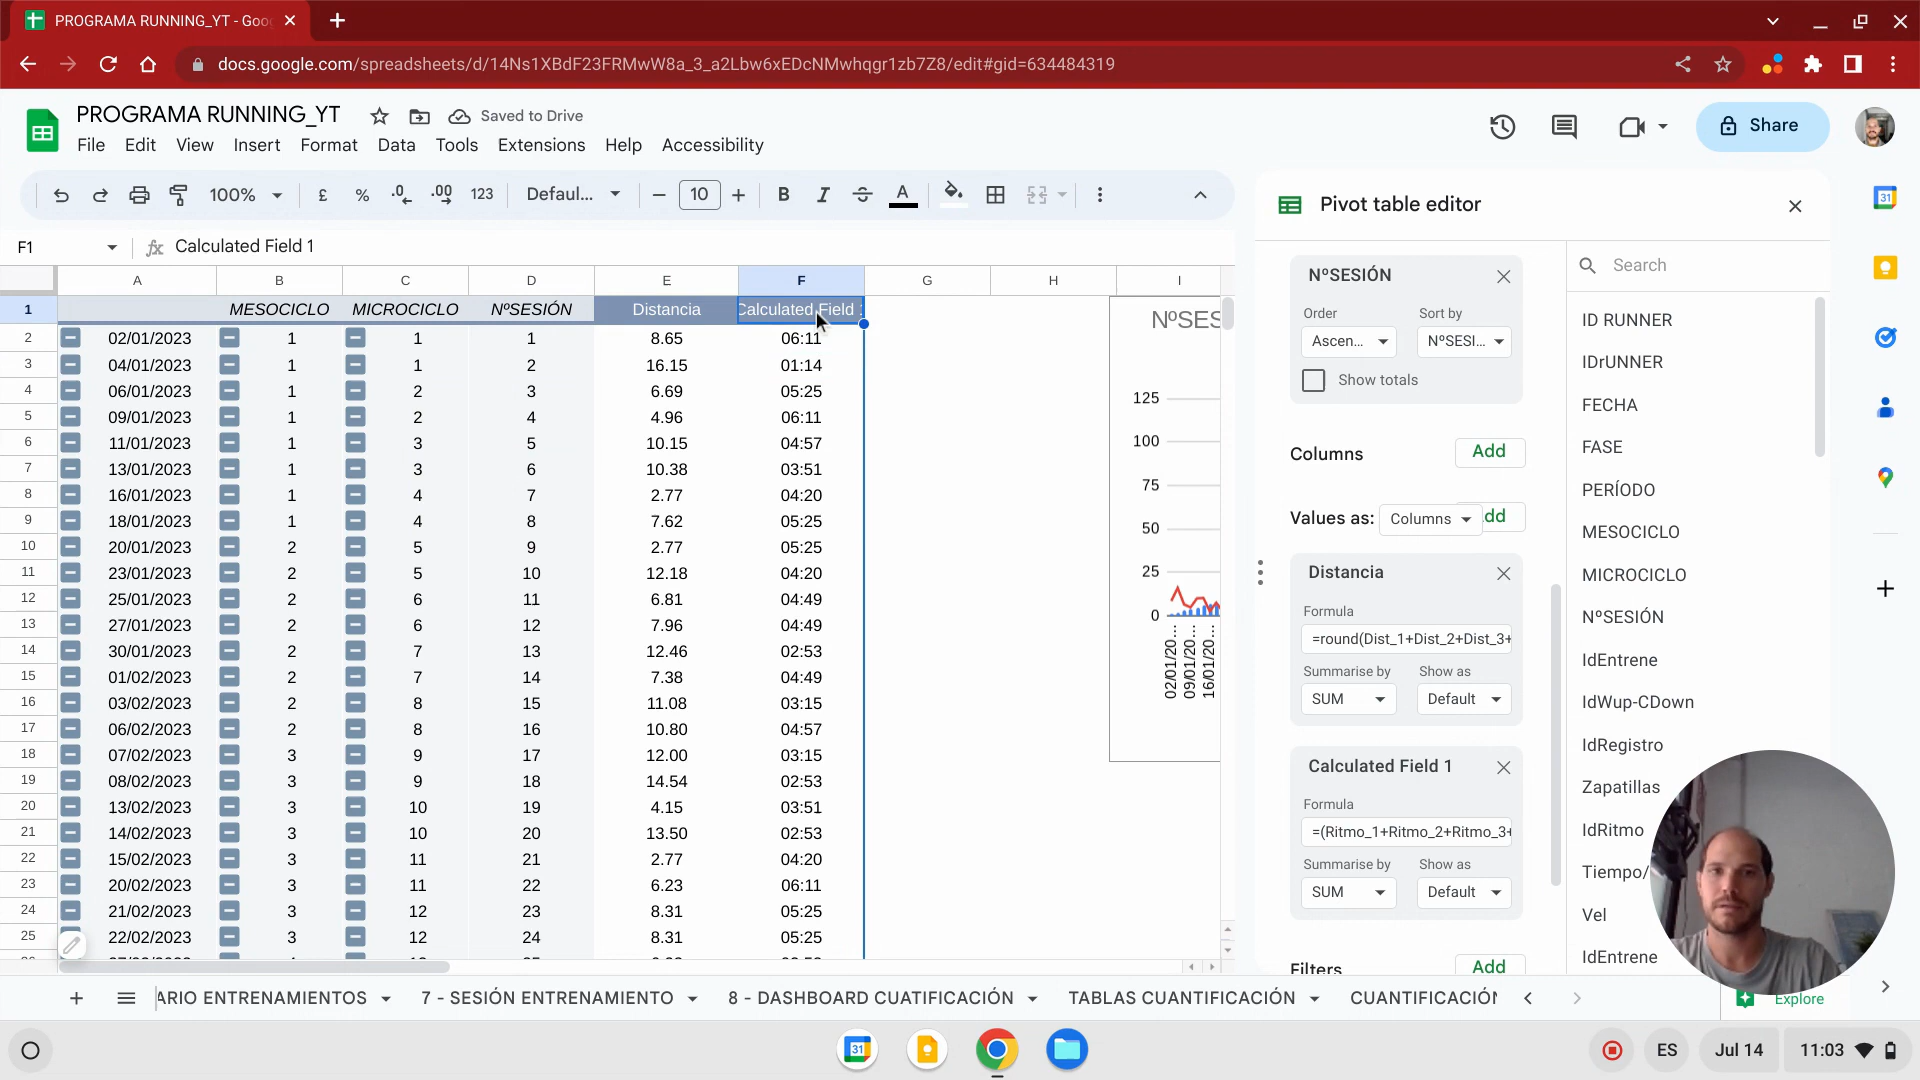 PROGRAMA RUNNING_YT - Goo
docs.google.com/spreadsheets/d/14Ns1XBdF23FRMwW8a_3_a2Lbw6xEDcNMwhqgr1zb7Z8/edit#gid=634484319
PROGRAMA RUNNING_YT
Saved to Drive
File Edit View Insert Format Data Tools Extensions Help Accessibility
Share
100% £ % .0 .00 123 Defaul... 10 B I S A
Pivot table editor
F1 fx Calculated Field 1
A B C D E F G H I
1 MESOCICLO MICROCICLO NºSESIÓN Distancia Calculated Field 1
2 02/01/2023 1 1 1 8.65 06:11
3 04/01/2023 1 1 2 16.15 01:14
4 06/01/2023 1 2 3 6.69 05:25
5 09/01/2023 1 2 4 4.96 06:11
6 11/01/2023 1 3 5 10.15 04:57
7 13/01/2023 1 3 6 10.38 03:51
8 16/01/2023 1 4 7 2.77 04:20
9 18/01/2023 1 4 8 7.62 05:25
10 20/01/2023 2 5 9 2.77 05:25
11 23/01/2023 2 5 10 12.18 04:20
12 25/01/2023 2 6 11 6.81 04:49
13 27/01/2023 2 6 12 7.96 04:49
14 30/01/2023 2 7 13 12.46 02:53
15 01/02/2023 2 7 14 7.38 04:49
16 03/02/2023 2 8 15 11.08 03:15
17 06/02/2023 2 8 16 10.80 04:57
18 07/02/2023 3 9 17 12.00 03:15
19 08/02/2023 3 9 18 14.54 02:53
20 13/02/2023 3 10 19 4.15 03:51
21 14/02/2023 3 10 20 13.50 02:53
22 15/02/2023 3 11 21 2.77 04:20
23 20/02/2023 3 11 22 6.23 06:11
24 21/02/2023 3 12 23 8.31 05:25
25 22/02/2023 3 12 24 8.31 05:25
NºSES
125
100
75
50
25
0
02/01/20...
09/01/20...
16/01/20...
NºSESIÓN
Order Sort by
Ascen... NºSESI...
Show totals
Columns Add
Values as: Columns dd
Distancia
Formula
=round(Dist_1+Dist_2+Dist_3+
Summarise by Show as
SUM Default
Calculated Field 1
Formula
=(Ritmo_1+Ritmo_2+Ritmo_3+
Summarise by Show as
SUM Default
Filters Add
Search
ID RUNNER
IDrUNNER
FECHA
FASE
PERÍODO
MESOCICLO
MICROCICLO
NºSESIÓN
IdEntrene
IdWup-CDown
IdRegistro
Zapatillas
IdRitmo
Tiempo/
Vel
IdEntrene
ARIO ENTRENAMIENTOS 7 - SESIÓN ENTRENAMIENTO 8 - DASHBOARD CUATIFICACIÓN TABLAS CUANTIFICACIÓN CUANTIFICACIÓN
Explore
31
31
ES Jul 14 11:03